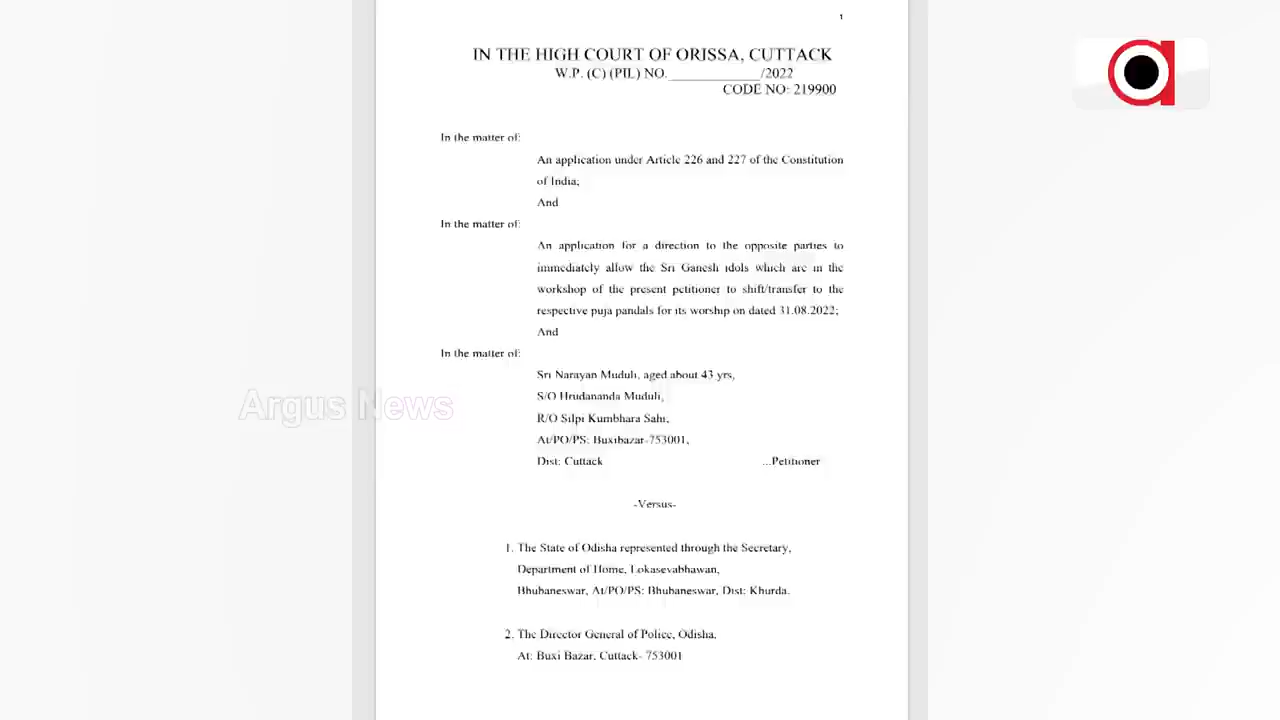 1
IN THE HIGH COURT OF ORISSA, CUTTACK
W.P. (C) (PIL) NO. ____________/2022
CODE NO- 219900
In the matter of:
An application under Article 226 and 227 of the Constitution
of India;
And
In the matter of:
An application for a direction to the opposite parties to
immediately allow the Sri Ganesh idols which are in the
workshop of the present petitioner to shift/transfer to the
respective puja pandals for its worship on dated 31.08.2022;
And
In the matter of:
Sri Narayan Muduli, aged about 43 yrs,
S/O Hrudananda Muduli,
R/O Silpi Kumbhara Sahi,
At/PO/PS: Buxibazar-753001,
Dist: Cuttack ...Petitioner
-Versus-
1. The State of Odisha represented through the Secretary,
Department of Home, Lokasevabhawan,
Bhubaneswar, At/PO/PS: Bhubaneswar, Dist: Khurda.
2. The Director General of Police, Odisha,
At: Buxi Bazar, Cuttack- 753001
Argus News
a